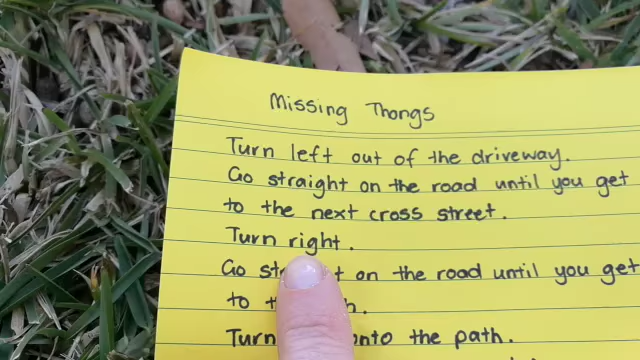 Missing Thongs
Turn left out of the driveway.
Go straight on the road until you get
to the next cross street.
Turn right.
Go on the road until you get
to
Turn onto the path.